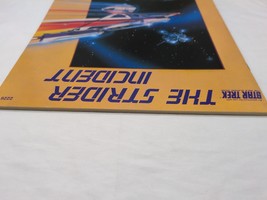 THE STRIDER
INCIDENT
STAR TREK